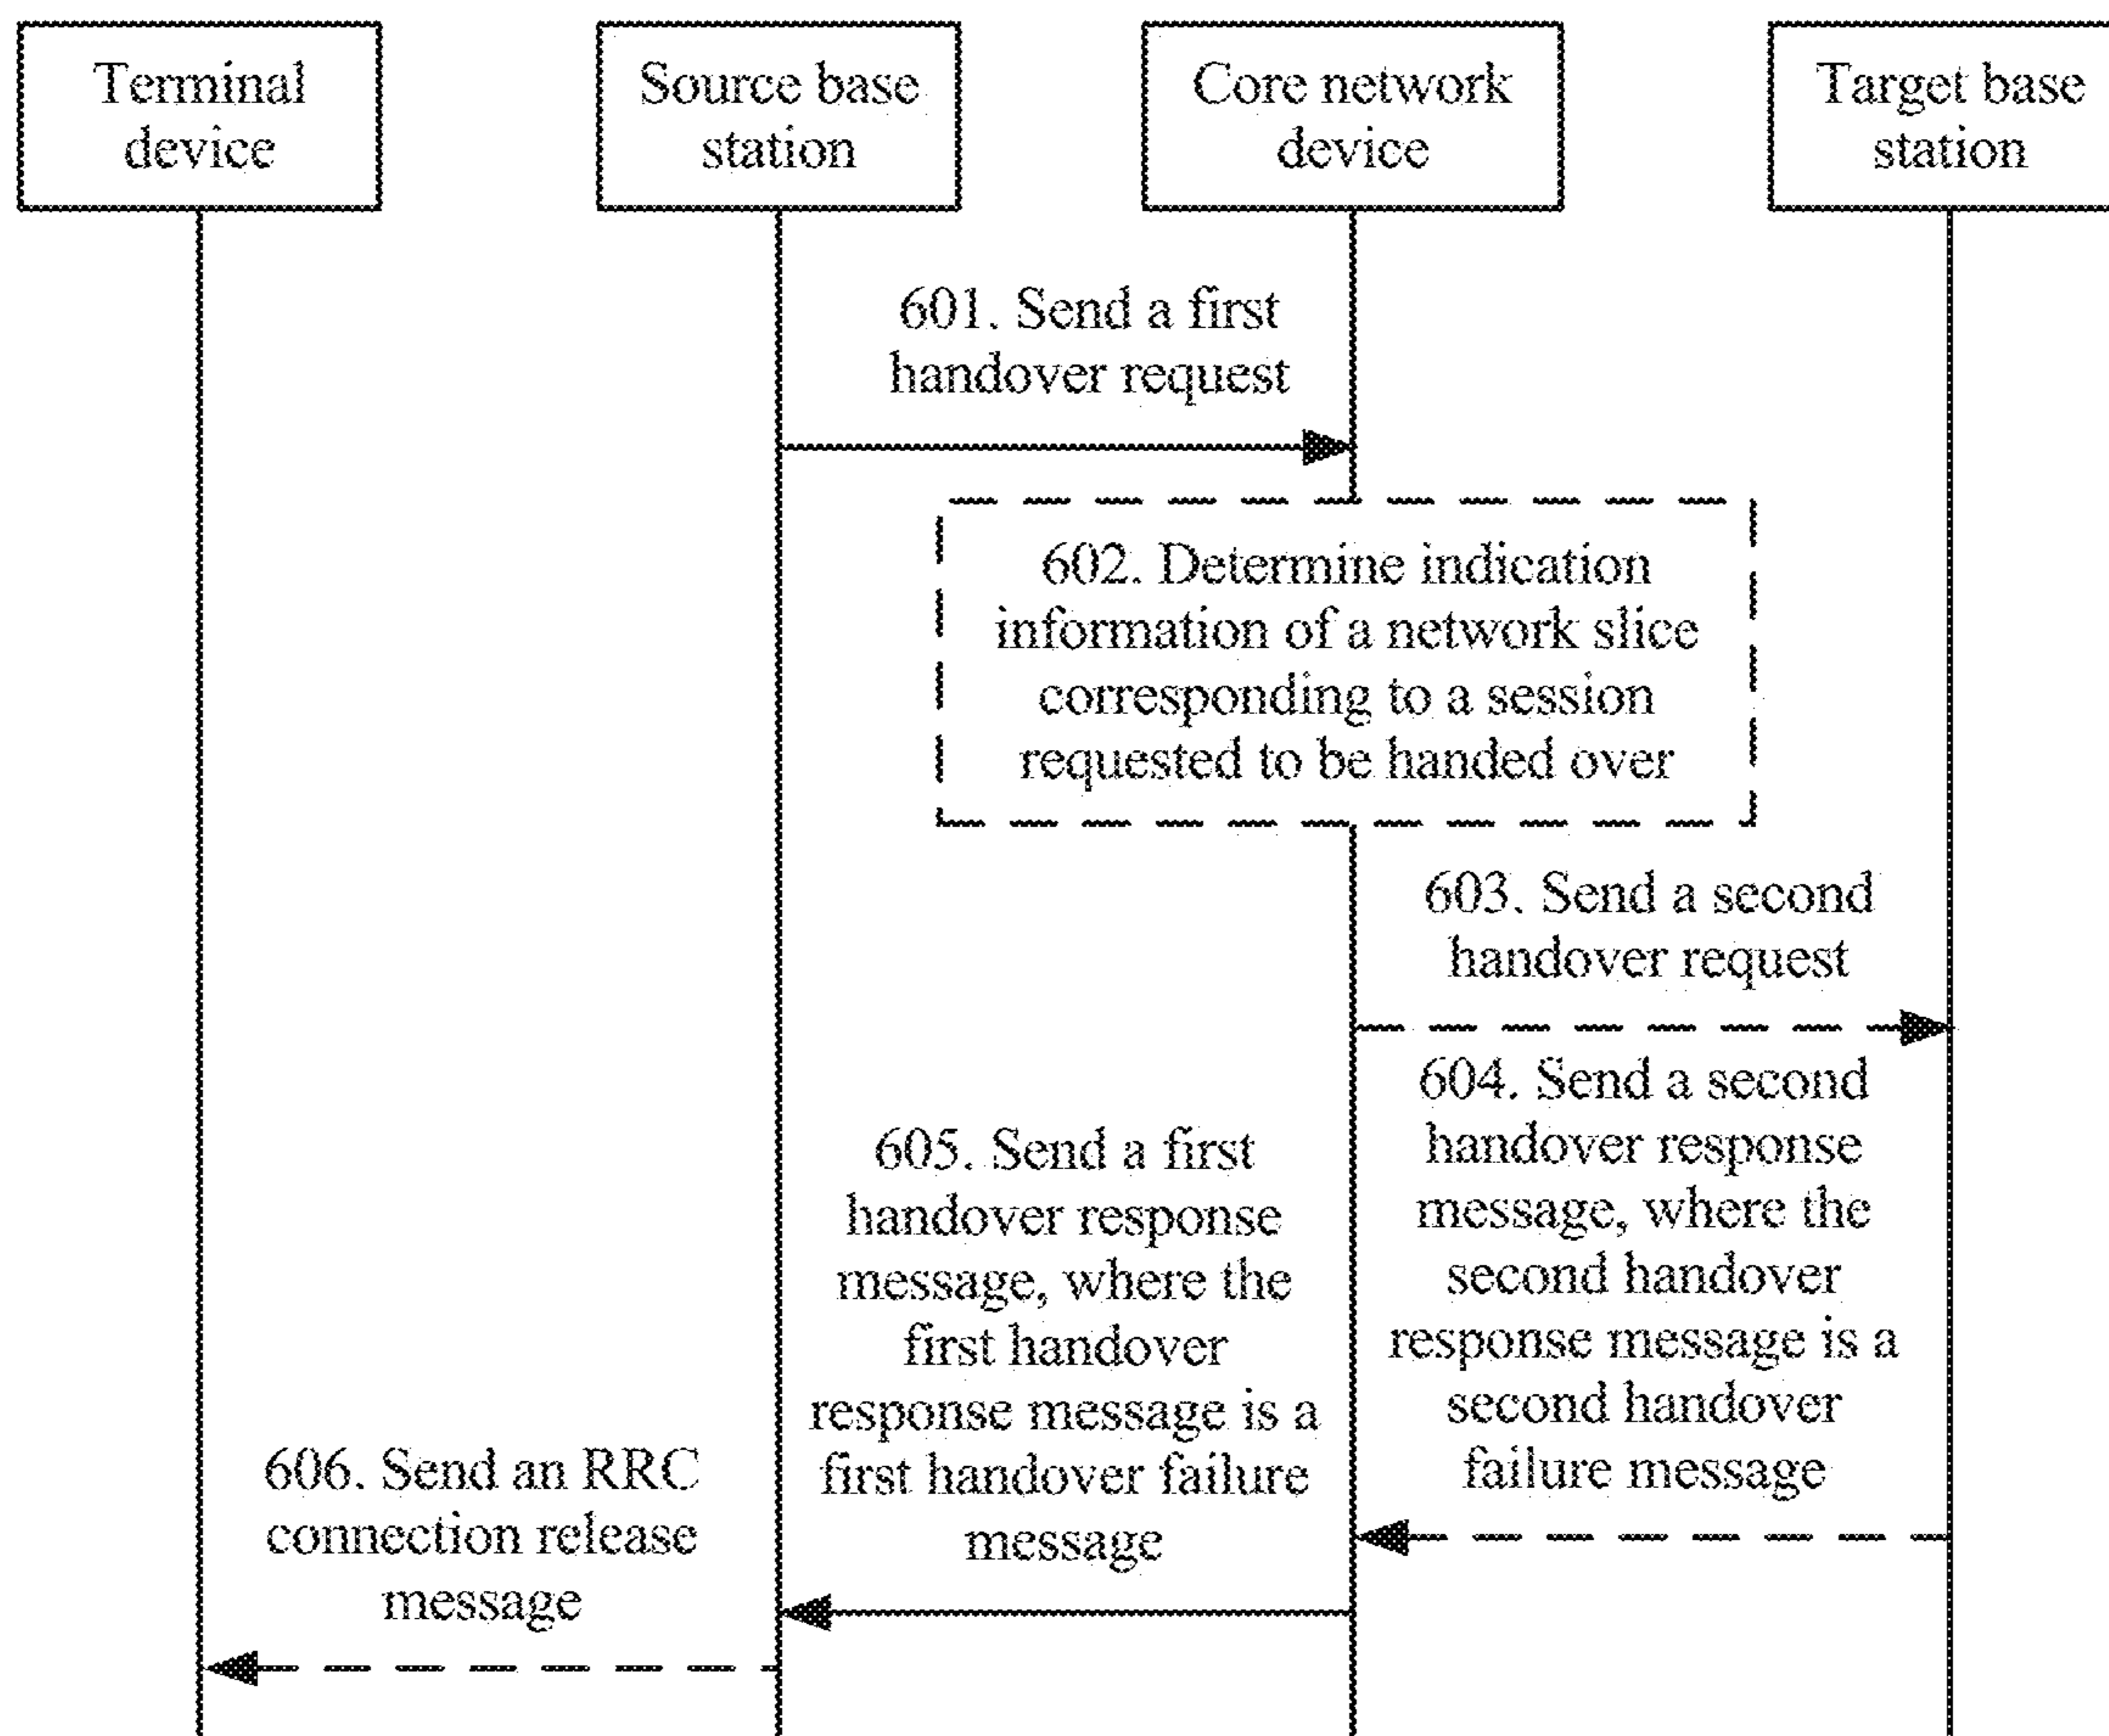 Terminal
device
Source base
station
Core network
device
Target base
station
601. Send a first
handover request
602. Determine indication
information of a network slice
corresponding to a session
requested to be handed over
603. Send a second
handover request
604. Send a second
handover response
message, where the
second handover
response message is a
second handover
failure message
605. Send a first
handover response
message, where the
first handover
response message is a
first handover failure
message
606. Send an RRC
connection release
message